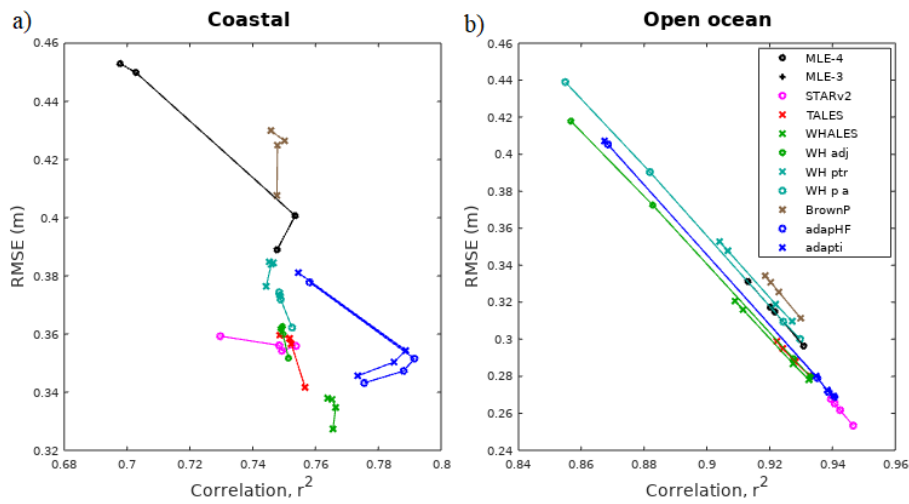 a)
Coastal
0.46
0.44
0.42
0.4
0.38
0.36
0.34
0.32
RMSE (m)
0.68 0.7 0.72 0.74 0.76 0.78 0.8
Correlation, r²
b)
Open ocean
0.46
0.44
0.42
0.4
0.38
0.36
0.34
0.32
0.3
0.28
0.26
0.24
RMSE (m)
0.84 0.86 0.88 0.9 0.92 0.94 0.96
Correlation, r²
MLE-4
MLE-3
STARv2
TALES
WHALES
WH adj
WH ptr
WH p a
BrownP
adapHF
adapti